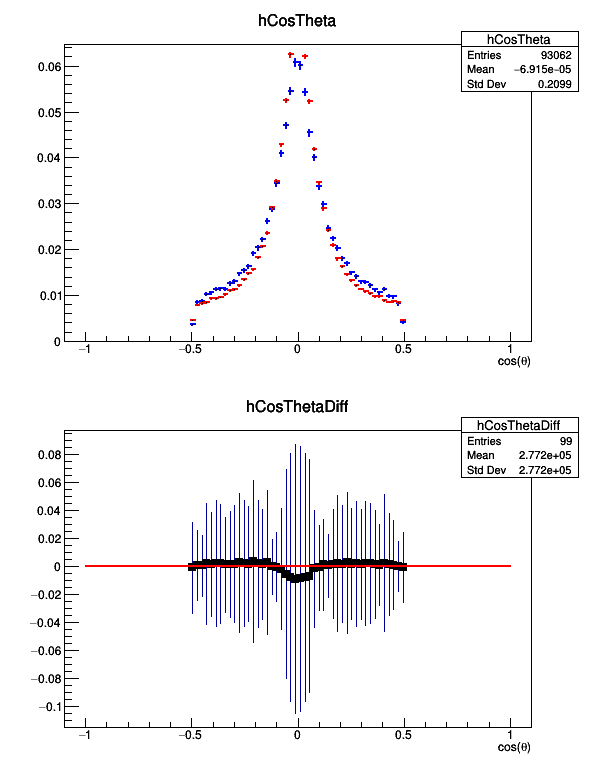 hCosTheta
hCosTheta
Entries 93062
Mean −6.915e−05
Std Dev 0.2099
0.06
0.05
0.04
0.03
0.02
0.01
0
−1 −0.5 0 0.5 1
cos(θ)
hCosThetaDiff
hCosThetaDiff
Entries 99
Mean 2.772e+05
Std Dev 2.772e+05
0.08
0.06
0.04
0.02
0
−0.02
−0.04
−0.06
−0.08
−0.1
−1 −0.5 0 0.5 1
cos(θ)